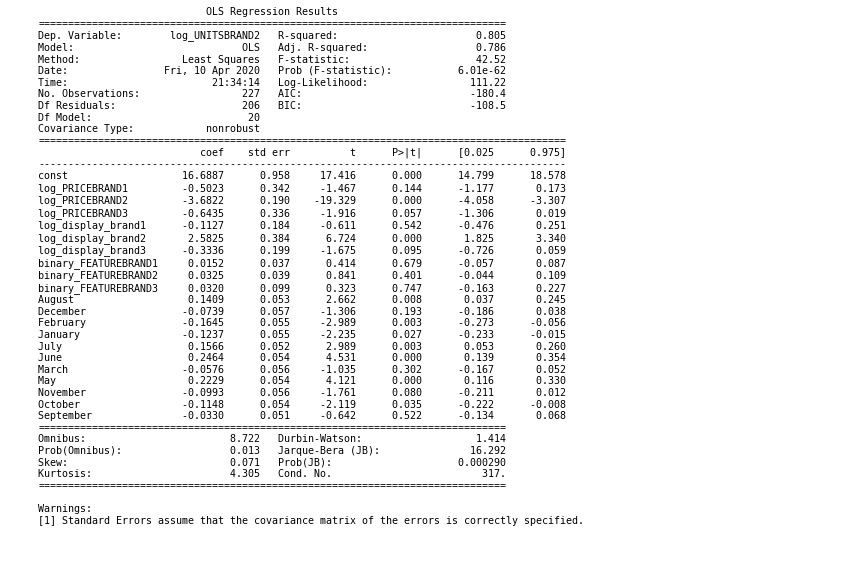 OLS Regression Results
==============================================================================
Dep. Variable: log_UNITSBRAND2 R-squared: 0.805
Model: OLS Adj. R-squared: 0.786
Method: Least Squares F-statistic: 42.52
Date: Fri, 10 Apr 2020 Prob (F-statistic): 6.01e-62
Time: 21:34:14 Log-Likelihood: 111.22
No. Observations: 227 AIC: -180.4
Df Residuals: 206 BIC: -108.5
Df Model: 20
Covariance Type: nonrobust
========================================================================================
coef std err t P>|t| [0.025 0.975]
----------------------------------------------------------------------------------------
const 16.6887 0.958 17.416 0.000 14.799 18.578
log_PRICEBRAND1 -0.5023 0.342 -1.467 0.144 -1.177 0.173
log_PRICEBRAND2 -3.6822 0.190 -19.329 0.000 -4.058 -3.307
log_PRICEBRAND3 -0.6435 0.336 -1.916 0.057 -1.306 0.019
log_display_brand1 -0.1127 0.184 -0.611 0.542 -0.476 0.251
log_display_brand2 2.5825 0.384 6.724 0.000 1.825 3.340
log_display_brand3 -0.3336 0.199 -1.675 0.095 -0.726 0.059
binary_FEATUREBRAND1 0.0152 0.037 0.414 0.679 -0.057 0.087
binary_FEATUREBRAND2 0.0325 0.039 0.841 0.401 -0.044 0.109
binary_FEATUREBRAND3 0.0320 0.099 0.323 0.747 -0.163 0.227
August 0.1409 0.053 2.662 0.008 0.037 0.245
December -0.0739 0.057 -1.306 0.193 -0.186 0.038
February -0.1645 0.055 -2.989 0.003 -0.273 -0.056
January -0.1237 0.055 -2.235 0.027 -0.233 -0.015
July 0.1566 0.052 2.989 0.003 0.053 0.260
June 0.2464 0.054 4.531 0.000 0.139 0.354
March -0.0576 0.056 -1.035 0.302 -0.167 0.052
May 0.2229 0.054 4.121 0.000 0.116 0.330
November -0.0993 0.056 -1.761 0.080 -0.211 0.012
October -0.1148 0.054 -2.119 0.035 -0.222 -0.008
September -0.0330 0.051 -0.642 0.522 -0.134 0.068
==============================================================================
Omnibus: 8.722 Durbin-Watson: 1.414
Prob(Omnibus): 0.013 Jarque-Bera (JB): 16.292
Skew: 0.071 Prob(JB): 0.000290
Kurtosis: 4.305 Cond. No. 317.
==============================================================================
Warnings:
[1] Standard Errors assume that the covariance matrix of the errors is correctly specified.